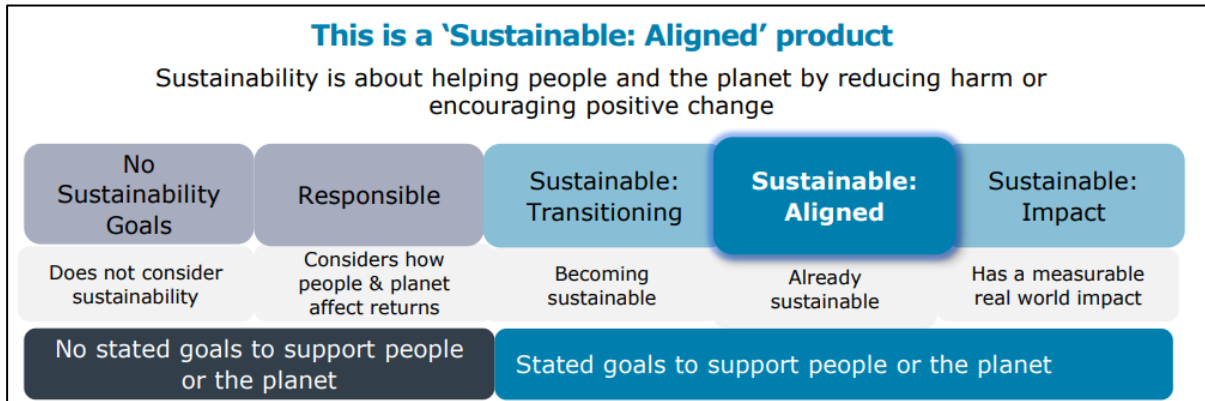 This is a ‘Sustainable: Aligned’ product
Sustainability is about helping people and the planet by reducing harm or
encouraging positive change
No
Sustainability
Goals
Responsible
Sustainable:
Transitioning
Sustainable:
Aligned
Sustainable:
Impact
Does not consider
sustainability
Considers how
people & planet
affect returns
Becoming
sustainable
Already
sustainable
Has a measurable
real world impact
No stated goals to support people
or the planet
Stated goals to support people or the planet